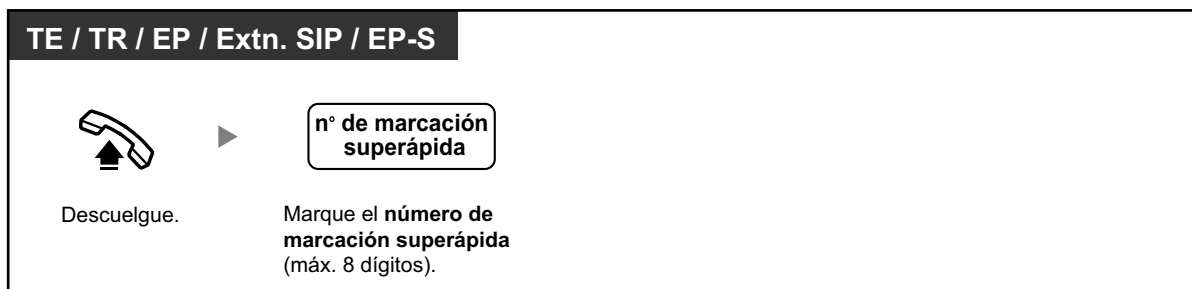 TE / TR / EP / Extn. SIP / EP-S
n° de marcación
superápida
Descuelgue.
Marque el número de
marcación superápida
(máx. 8 dígitos).